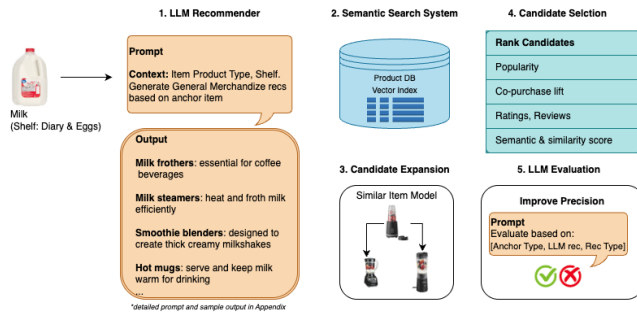 1. LLM Recommender
Prompt
Context: Item Product Type, Shelf.
Generate General Merchandize recs
based on anchor item
Milk
(Shelf: Diary & Eggs)
Output
Milk frothers: essential for coffee
beverages
Milk steamers: heat and froth milk
efficiently
Smoothie blenders: designed to
create thick creamy milkshakes
Hot mugs: serve and keep milk
warm for drinking
...
*detailed prompt and sample output in Appendix
2. Semantic Search System
Product DB
Vector Index
3. Candidate Expansion
Similar Item Model
4. Candidate Selction
Rank Candidates
Popularity
Co-purchase lift
Ratings, Reviews
Semantic & similarity score
5. LLM Evaluation
Improve Precision
Prompt
Evaluate based on:
[Anchor Type, LLM rec, Rec Type]